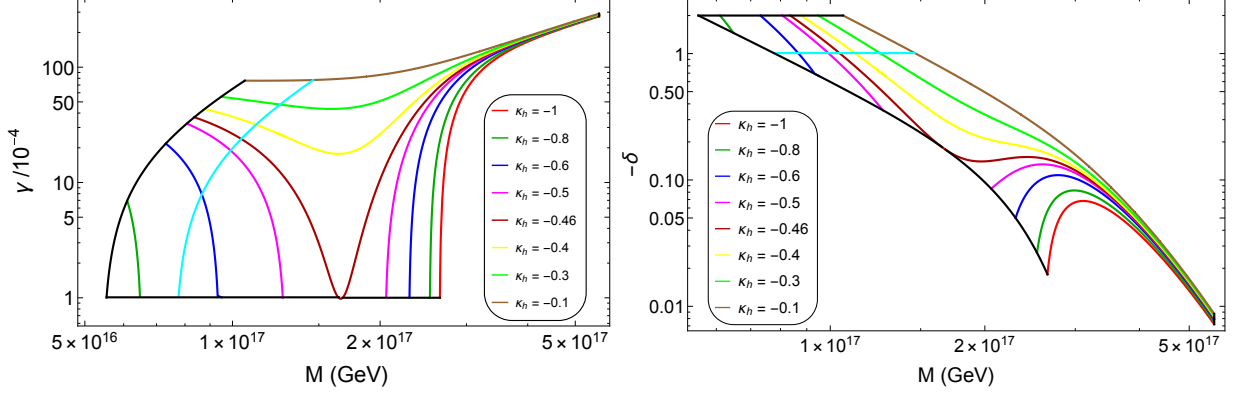 γ /10⁻⁴
100
50
10
5
1
5 × 10¹⁶
1 × 10¹⁷
2 × 10¹⁷
5 × 10¹⁷
M (GeV)
κₕ = −1
κₕ = −0.8
κₕ = −0.6
κₕ = −0.5
κₕ = −0.46
κₕ = −0.4
κₕ = −0.3
κₕ = −0.1
−δ
1
0.50
0.10
0.05
0.01
1 × 10¹⁷
2 × 10¹⁷
5 × 10¹⁷
M (GeV)
κₕ = −1
κₕ = −0.8
κₕ = −0.6
κₕ = −0.5
κₕ = −0.46
κₕ = −0.4
κₕ = −0.3
κₕ = −0.1